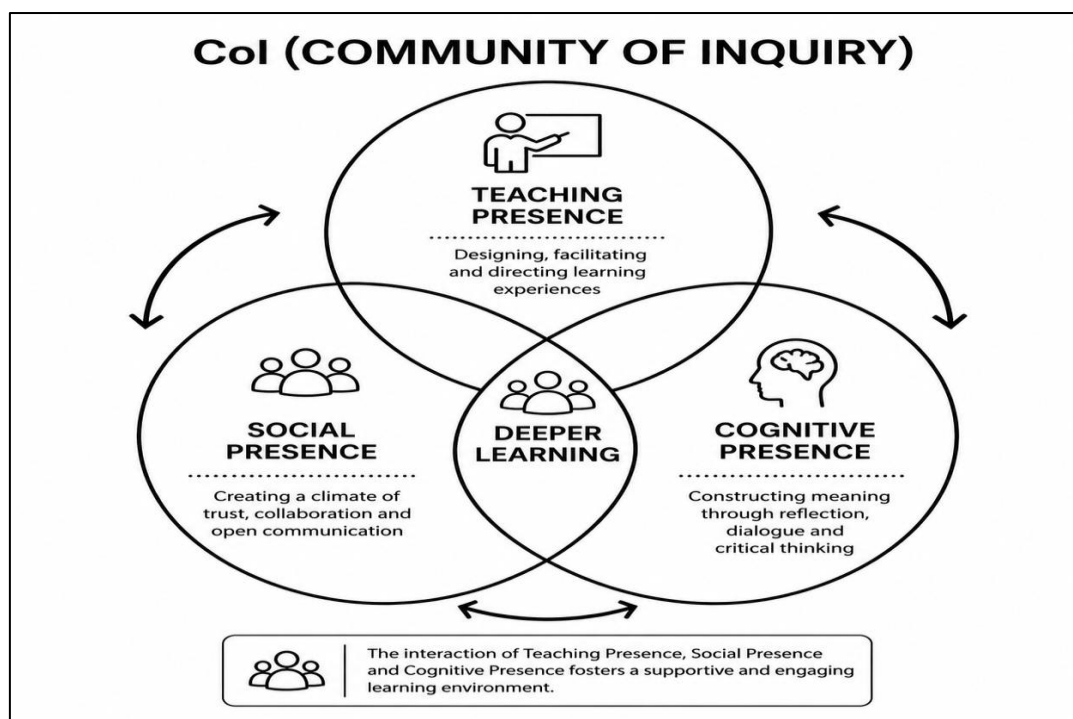 CoI (COMMUNITY OF INQUIRY)
TEACHING
PRESENCE
Designing, facilitating
and directing learning
experiences
SOCIAL
PRESENCE
Creating a climate of
trust, collaboration and
open communication
DEEPER
LEARNING
COGNITIVE
PRESENCE
Constructing meaning
through reflection,
dialogue and
critical thinking
The interaction of Teaching Presence, Social Presence
and Cognitive Presence fosters a supportive and engaging
learning environment.